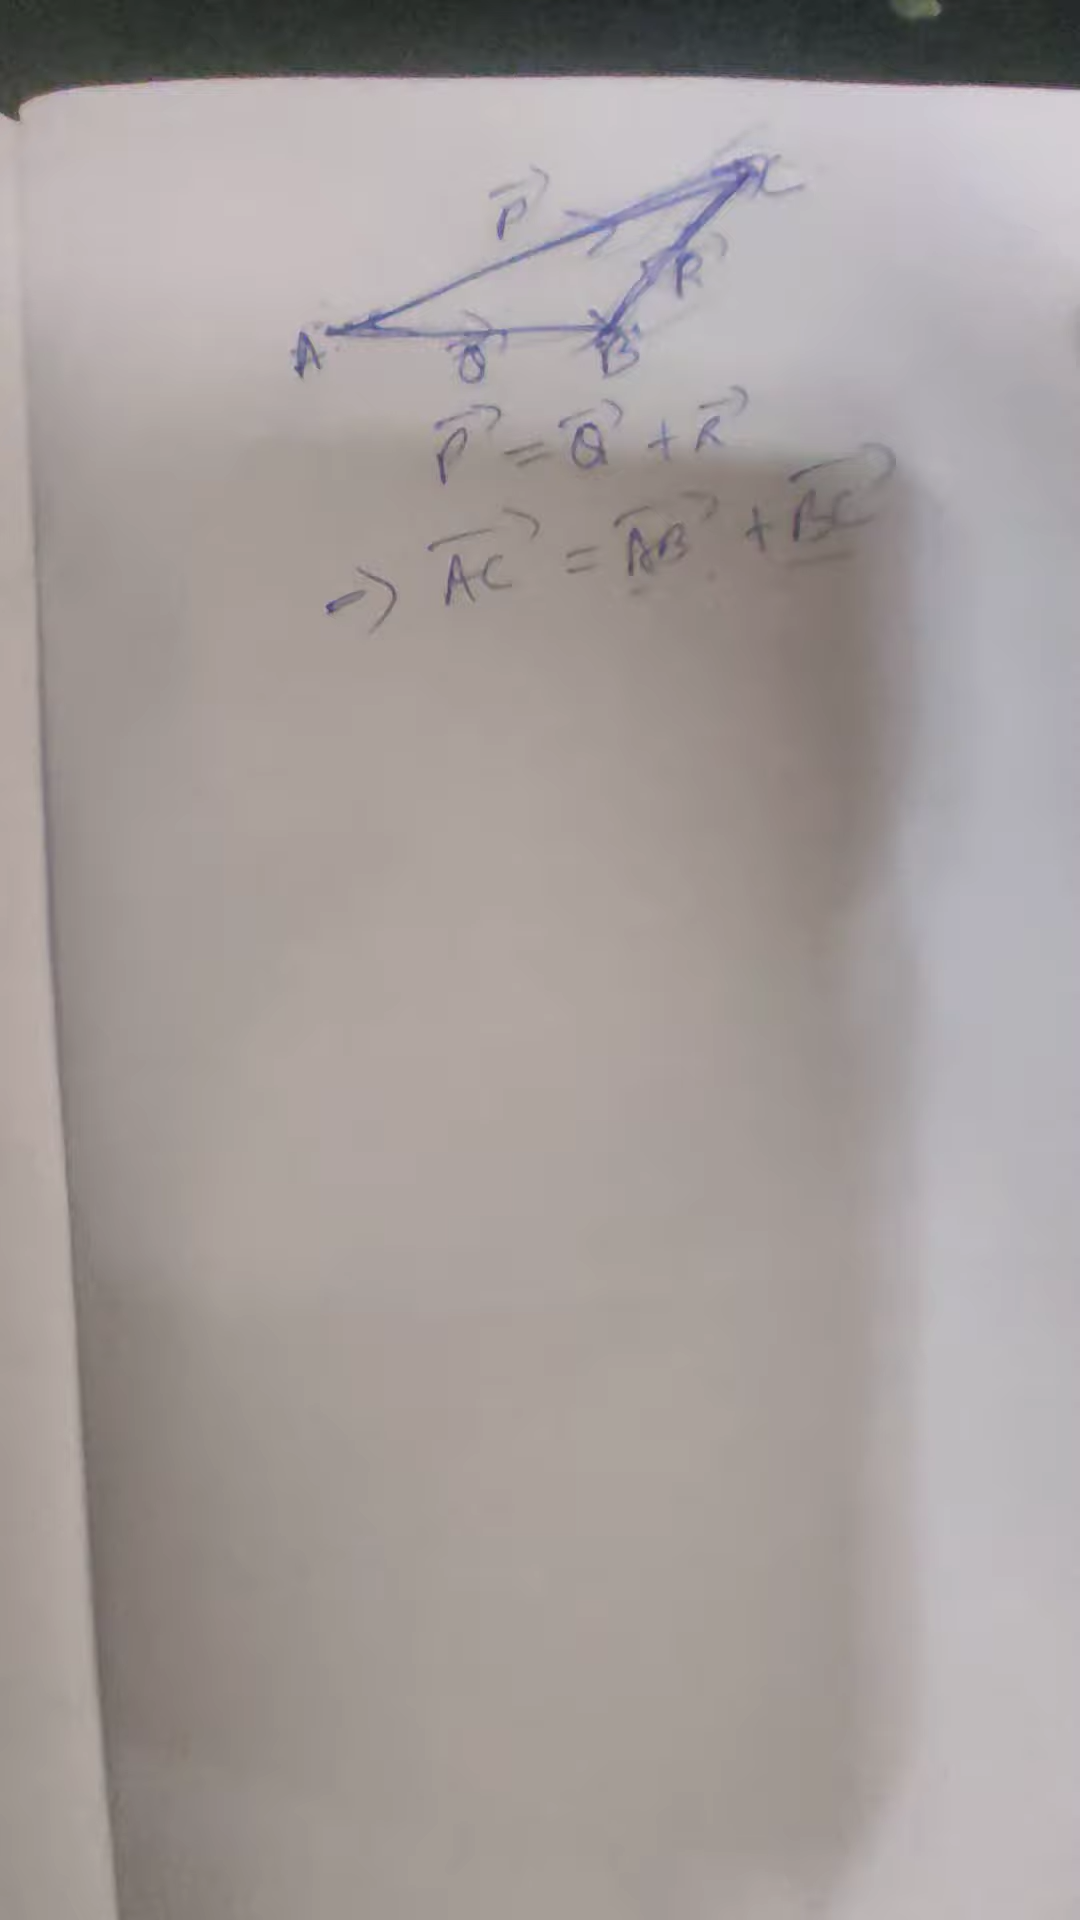 P⃗
C
R⃗
A
Q⃗
B
P⃗ = Q⃗ + R⃗
→ AC⃗ = AB⃗ + BC⃗